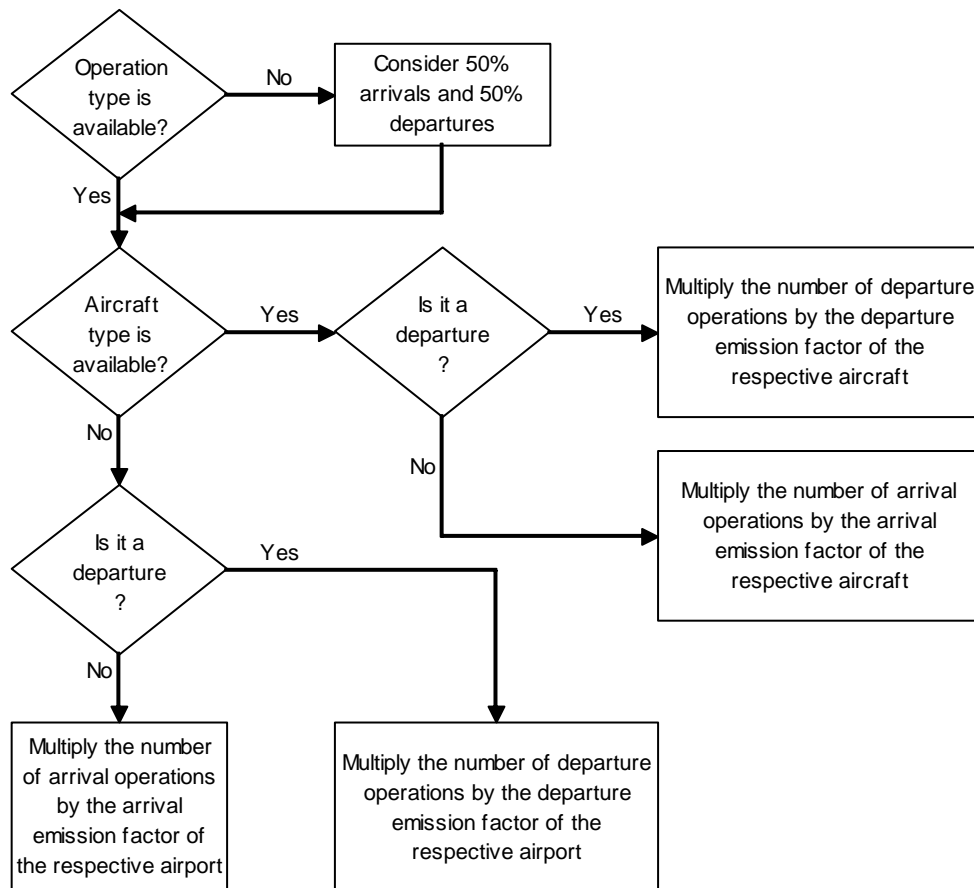 Operation
type is
available?
No
Consider 50%
arrivals and 50%
departures
Yes
Aircraft
type is
available?
Yes
Is it a
departure
?
Yes
Multiply the number of departure
operations by the departure
emission factor of the
respective aircraft
No
No
Multiply the number of arrival
operations by the arrival
emission factor of the
respective aircraft
Is it a
departure
?
Yes
No
Multiply the number
of arrival operations
by the arrival
emission factor of
the respective airport
Multiply the number of departure
operations by the departure
emission factor of the
respective airport